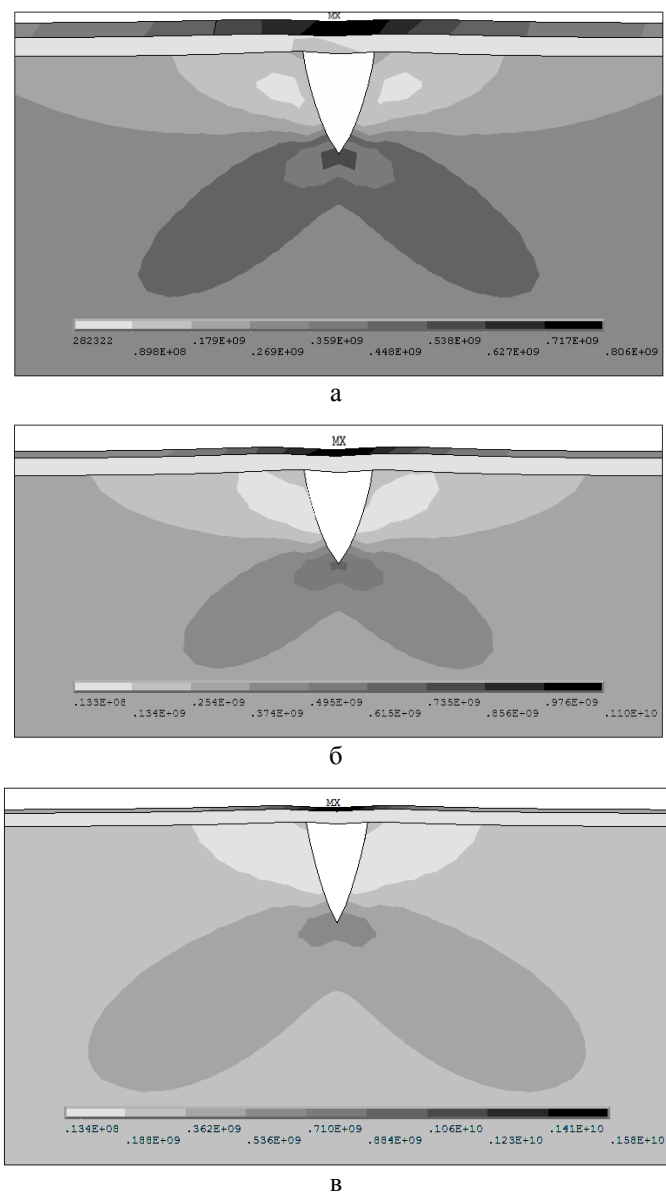 MX
282322 .179E+09 .359E+09 .538E+09 .717E+09
.898E+08 .269E+09 .448E+09 .627E+09 .806E+09
а
MX
.133E+08 .254E+09 .495E+09 .735E+09 .976E+09
.134E+09 .374E+09 .615E+09 .856E+09 .110E+10
б
MX
.134E+08 .362E+09 .710E+09 .106E+10 .141E+10
.188E+09 .536E+09 .884E+09 .123E+10 .158E+10
в